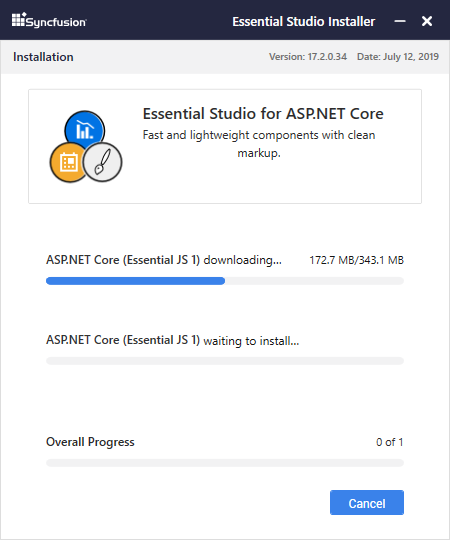 Syncfusion Essential Studio Installer
Installation Version: 17.2.0.34 Date: July 12, 2019
Essential Studio for ASP.NET Core
Fast and lightweight components with clean
markup.
ASP.NET Core (Essential JS 1) downloading... 172.7 MB/343.1 MB
ASP.NET Core (Essential JS 1) waiting to install...
Overall Progress 0 of 1
Cancel